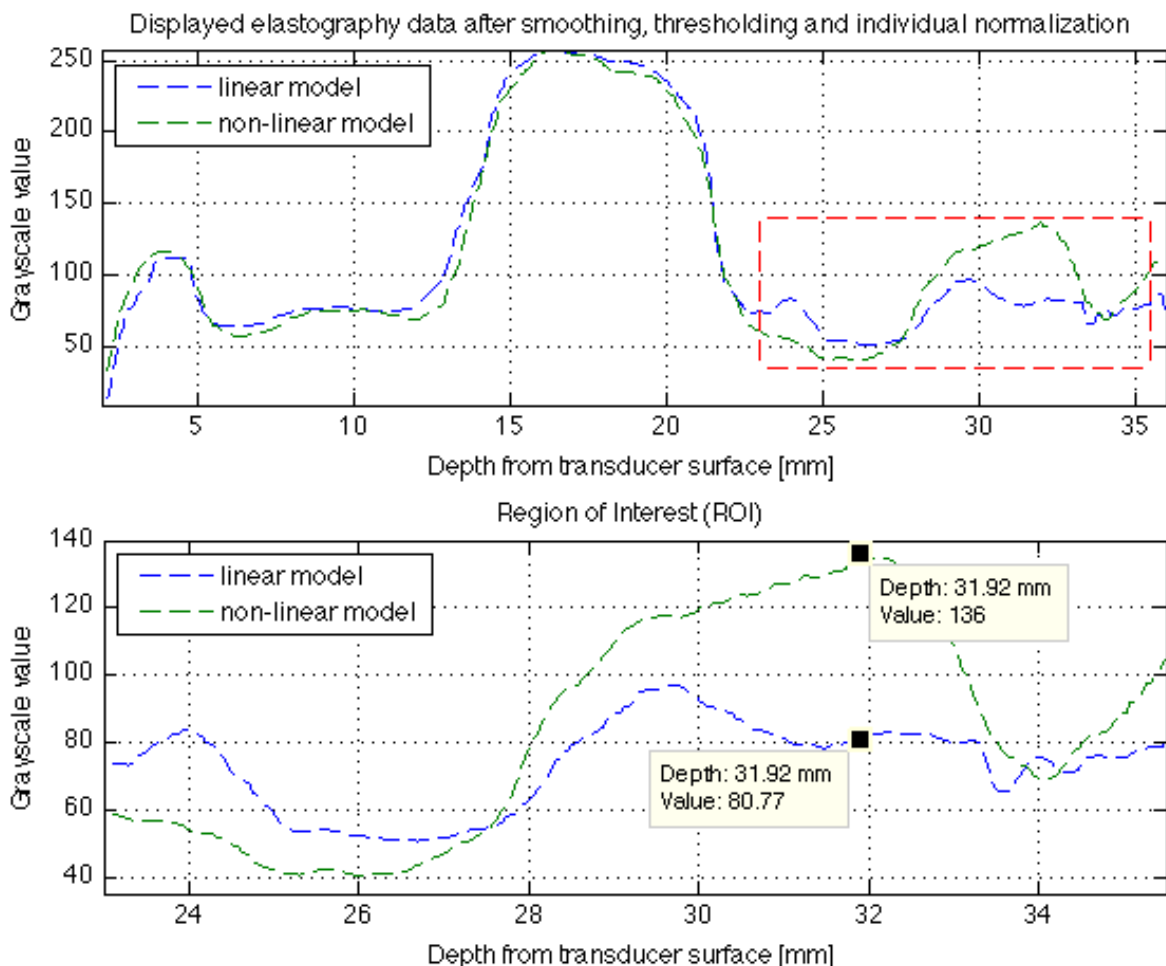 Displayed elastography data after smoothing, thresholding and individual normalization
250
200
150
100
50
Grayscale value
linear model
non-linear model
5
10
15
20
25
30
35
Depth from transducer surface [mm]
Region of Interest (ROI)
140
120
100
80
60
40
Grayscale value
linear model
non-linear model
Depth: 31.92 mm
Value: 136
Depth: 31.92 mm
Value: 80.77
24
26
28
30
32
34
Depth from transducer surface [mm]